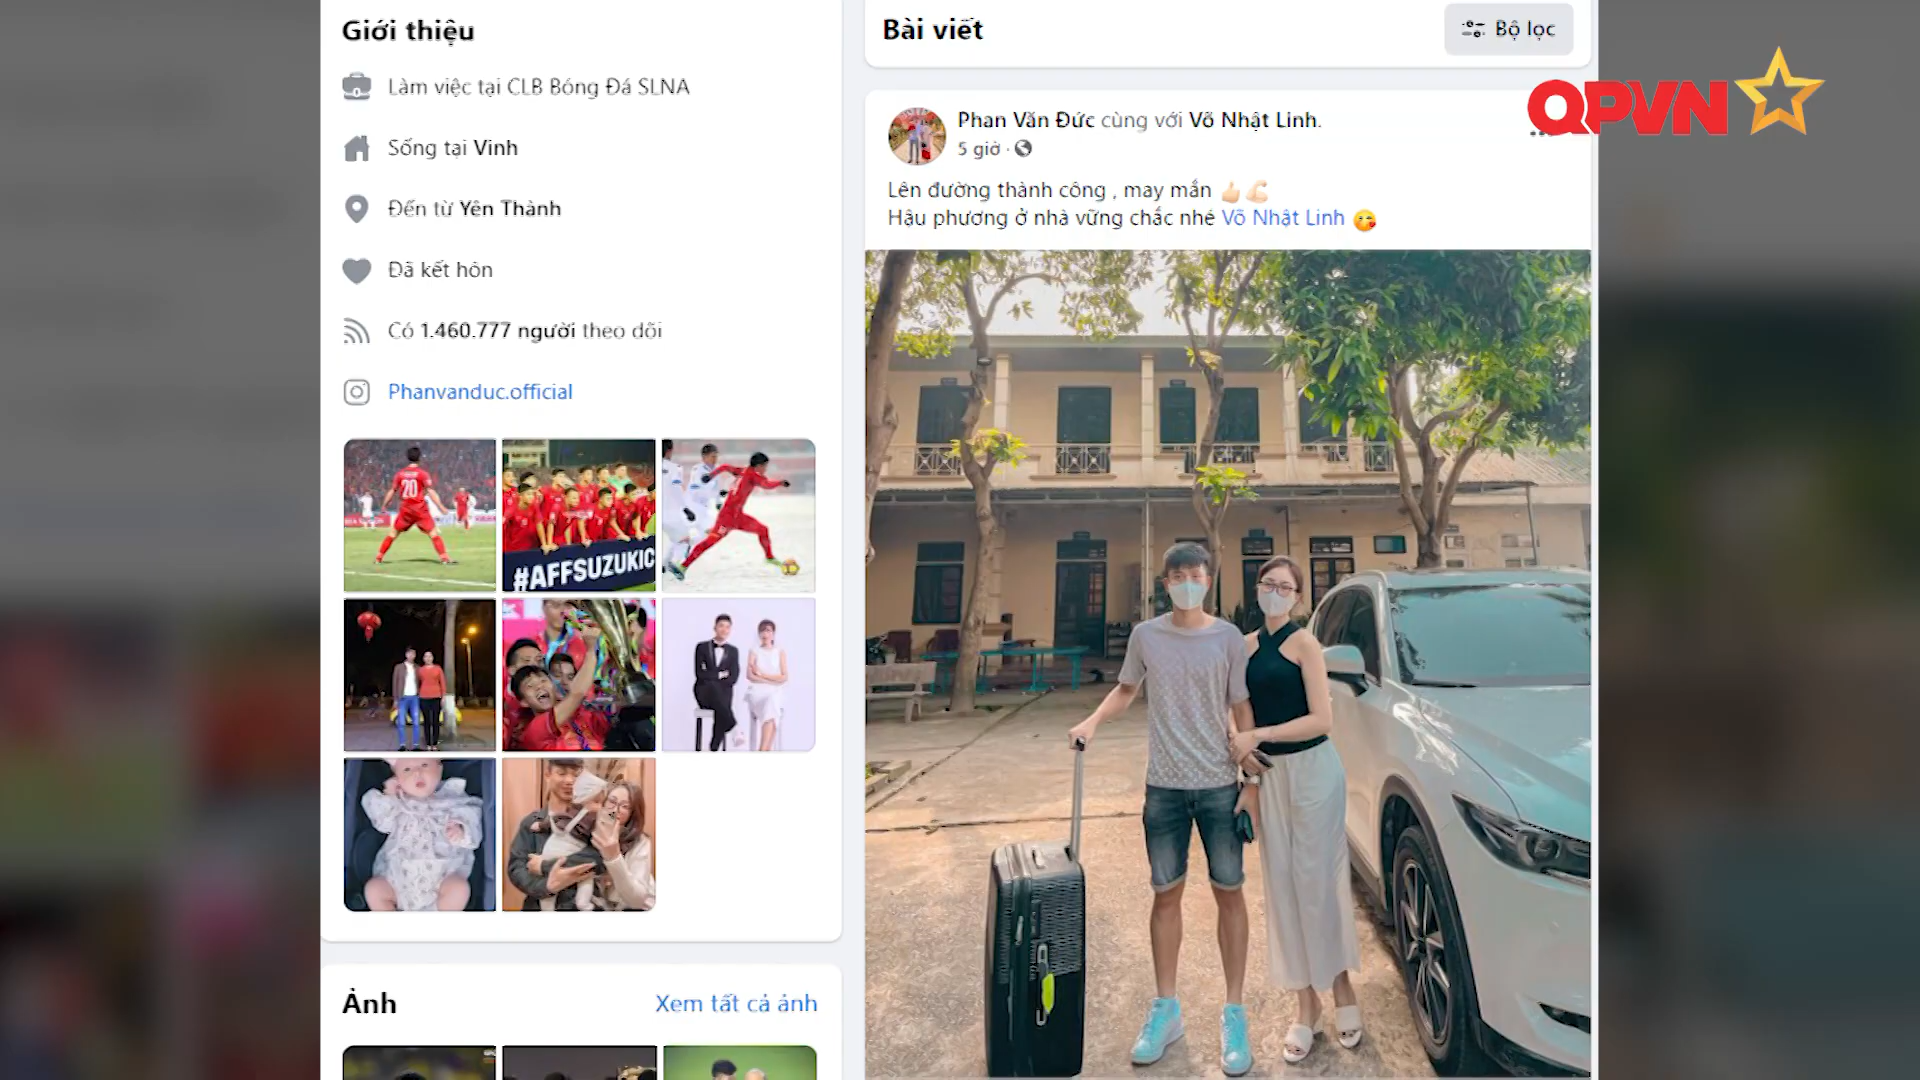 Giới thiệu
Làm việc tại CLB Bóng Đá SLNA
Sống tại Vinh
Đến từ Yên Thành
Đã kết hôn
Có 1.460.777 người theo dõi
Phanvanduc.official
20
#AFFSUZUKIC
Ảnh
Xem tất cả ảnh
Bài viết
Bộ lọc
QPVN
Phan Văn Đức cùng với Võ Nhật Linh.
5 giờ ·
Lên đường thành công , may mắn 👍🏻💪🏻
Hậu phương ở nhà vững chắc nhé Võ Nhật Linh 😋